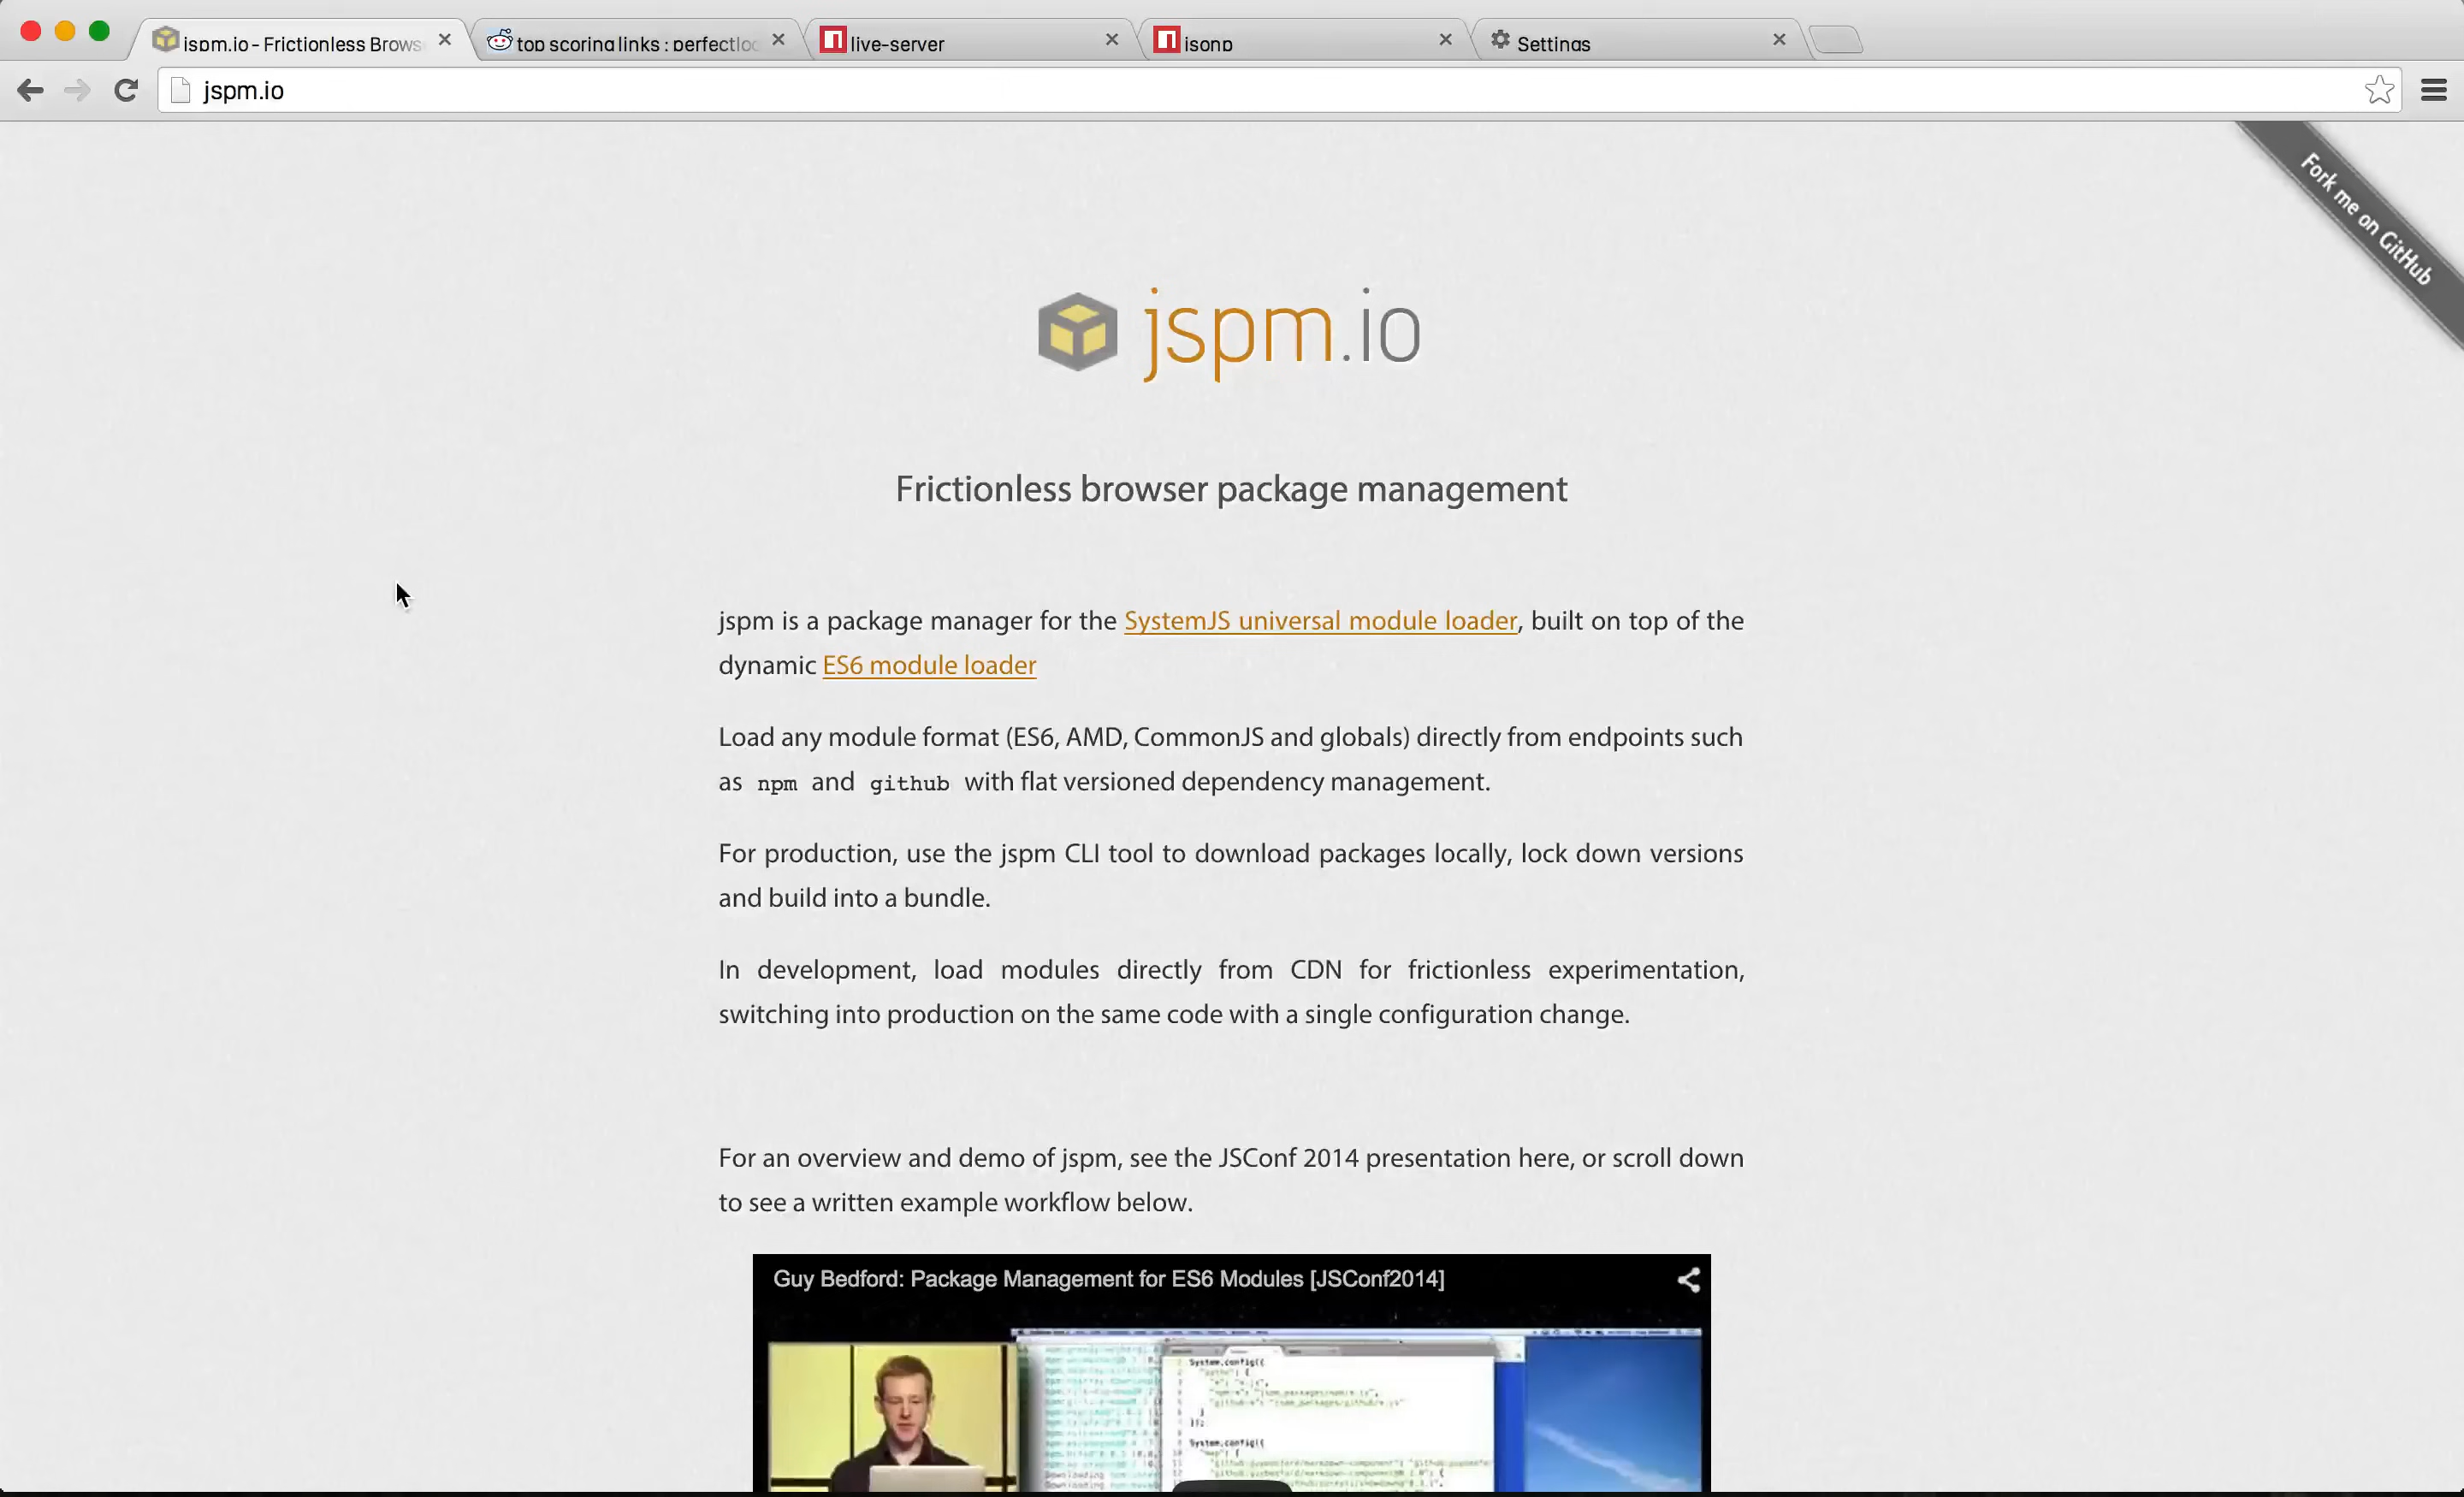 jspm.io - Frictionless Brows
top scoring links : perfectloo
live-server
jsonp
Settings
jspm.io
Fork me on GitHub
jspm.io
Frictionless browser package management
jspm is a package manager for the SystemJS universal module loader, built on top of the
dynamic ES6 module loader
Load any module format (ES6, AMD, CommonJS and globals) directly from endpoints such
as npm and github with flat versioned dependency management.
For production, use the jspm CLI tool to download packages locally, lock down versions
and build into a bundle.
In development, load modules directly from CDN for frictionless experimentation,
switching into production on the same code with a single configuration change.
For an overview and demo of jspm, see the JSConf 2014 presentation here, or scroll down
to see a written example workflow below.
Guy Bedford: Package Management for ES6 Modules [JSConf2014]
System.config({
System.config({